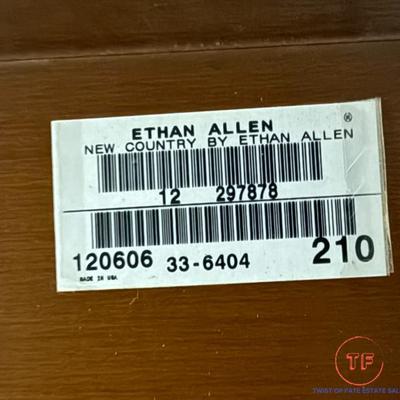 ETHAN ALLEN ®
NEW COUNTRY BY ETHAN ALLEN
12 297878
120606 33-6404 210
MADE IN USA
TF
TWIST OF FATE ESTATE SAL